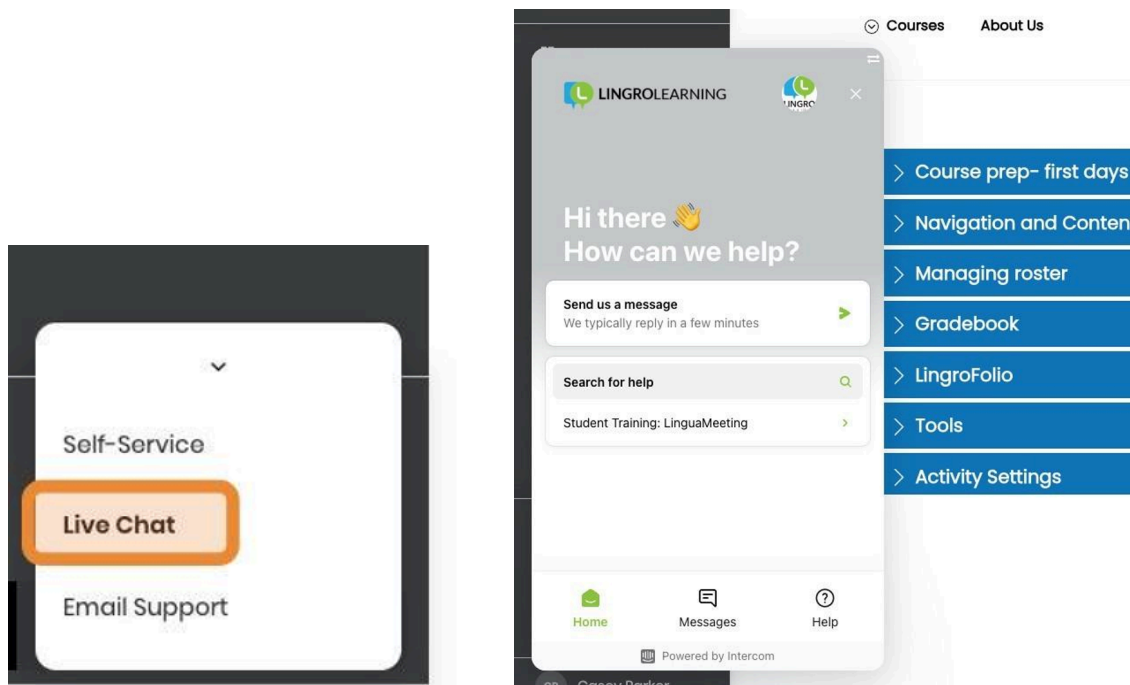 Self-Service
Live Chat
Email Support
Courses About Us
LINGROLEARNING
LINGRO
Hi there 👋
How can we help?
Send us a message
We typically reply in a few minutes
Search for help
Student Training: LinguaMeeting
Home Messages Help
Powered by Intercom
Course prep- first days
Navigation and Conten
Managing roster
Gradebook
LingroFolio
Tools
Activity Settings